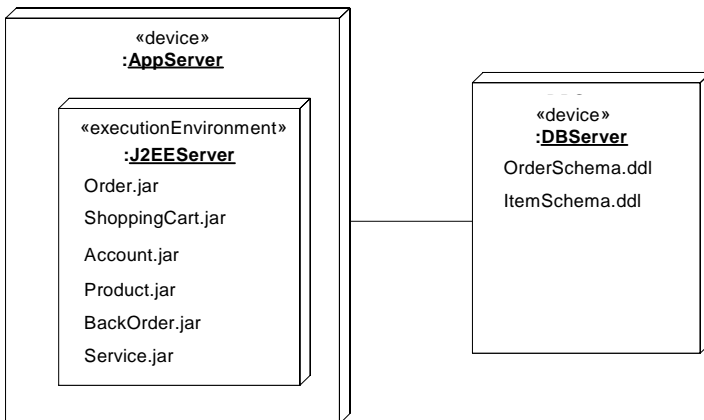 «device»
:AppServer
«executionEnvironment»
:J2EEServer
Order.jar
ShoppingCart.jar
Account.jar
Product.jar
BackOrder.jar
Service.jar
«device»
:DBServer
OrderSchema.ddl
ItemSchema.ddl